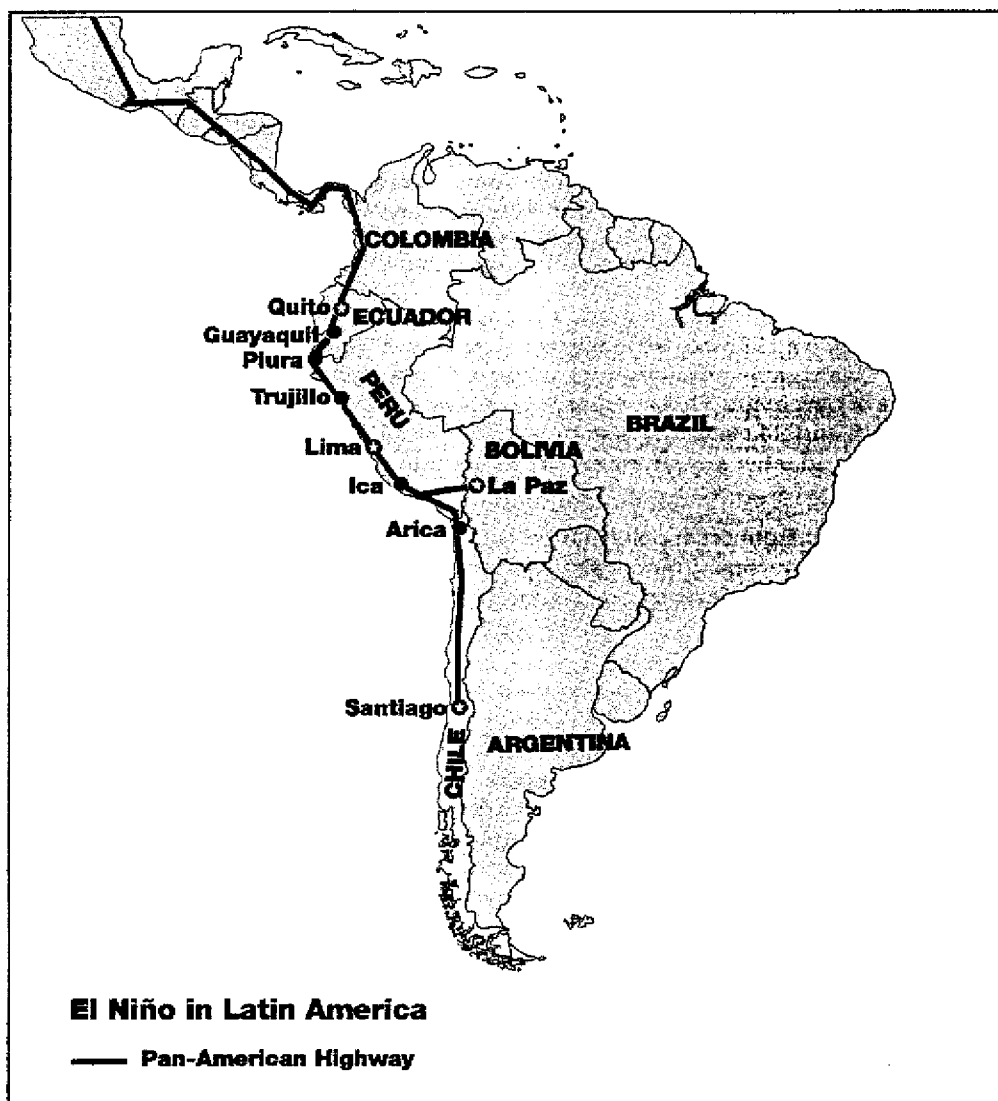 COLOMBIA
Quito
ECUADOR
Guayaquil
Piura
Trujillo
PERU
Lima
BRAZIL
BOLIVIA
Ica
La Paz
Arica
Santiago
CHILE
ARGENTINA
El Niño in Latin America
Pan-American Highway